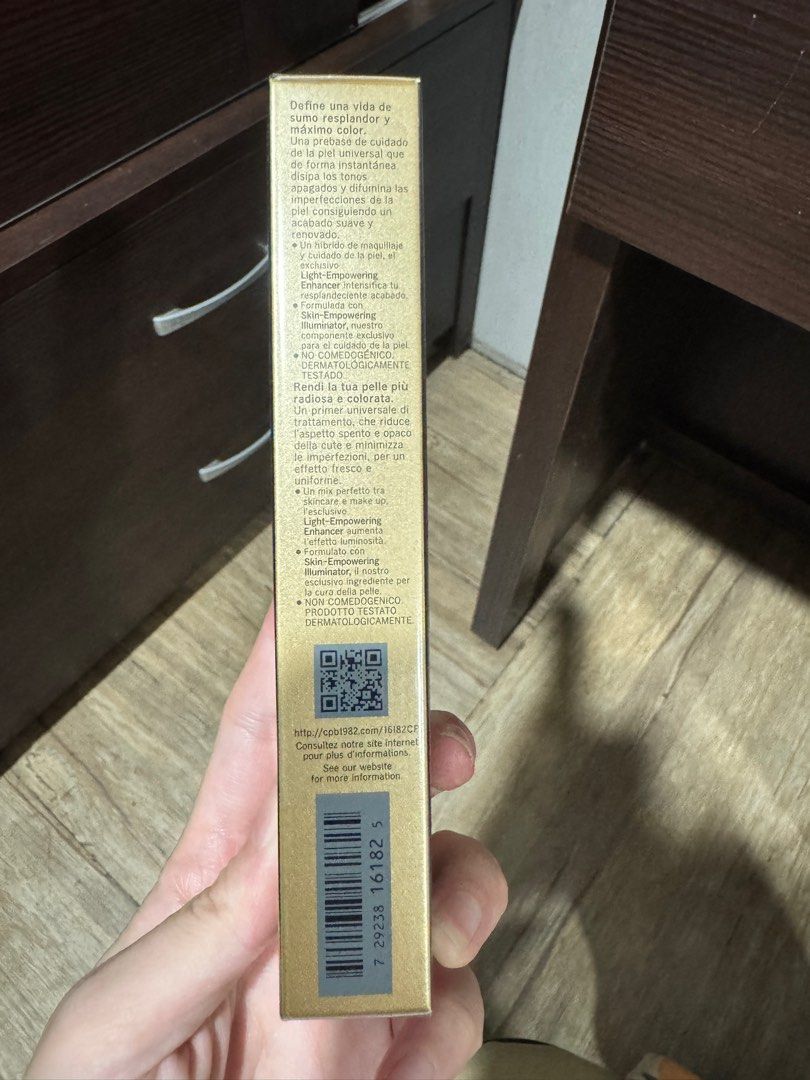 Define una vida de
sumo resplandor y
máximo color.
Una prebase de cuidado
de la piel universal que
de forma instantánea
disipa los tonos
apagados y difumina las
imperfecciones de la
piel consiguiendo un
acabado suave y
renovado.
• Un híbrido de maquillaje
y cuidado de la piel, el
exclusivo
Light-Empowering
Enhancer intensifica tu
resplandeciente acabado.
• Formulada con
Skin-Empowering
Illuminator, nuestro
componente exclusivo
para el cuidado de la piel.
• NO COMEDOGÉNICO.
DERMATOLÓGICAMENTE
TESTADO.
Rendi la tua pelle più
radiosa e colorata.
Un primer universale di
trattamento, che riduce
l'aspetto spento e opaco
della cute e minimizza
le imperfezioni, per un
effetto fresco e
uniforme.
• Un mix perfetto tra
skincare e make up,
l'esclusivo
Light-Empowering
Enhancer aumenta
l'effetto luminosità.
• Formulato con
Skin-Empowering
Illuminator, il nostro
esclusivo ingrediente per
la cura della pelle.
• NON COMEDOGENICO.
PRODOTTO TESTATO
DERMATOLOGICAMENTE.
http://cpb1982.com/16182CP
Consultez notre site internet
pour plus d'informations.
See our website
for more information.
7 29238 16182 5